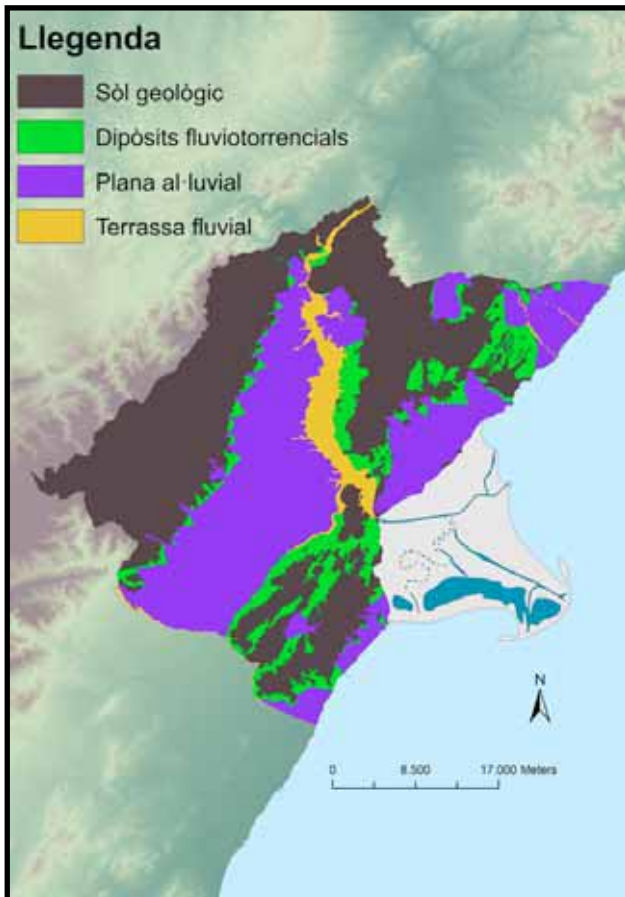 Llegenda
Sòl geològic
Dipòsits fluviotorrencials
Plana al·luvial
Terrassa fluvial
N
0 8.500 17.000 Meters